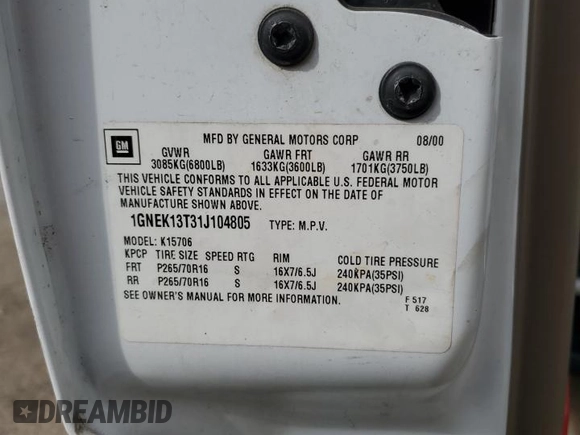 MFD BY GENERAL MOTORS CORP 08/00
GM
GVWR GAWR FRT GAWR RR
3085KG(6800LB) 1633KG(3600LB) 1701KG(3750LB)
THIS VEHICLE CONFORMS TO ALL APPLICABLE U.S. FEDERAL MOTOR
VEHICLE SAFETY STANDARDS IN EFFECT ON THE DATE OF
MANUFACTURE SHOWN ABOVE.
1GNEK13T31J104805 TYPE: M.P.V.
MODEL: K15706
KPCP TIRE SIZE SPEED RTG RIM COLD TIRE PRESSURE
FRT P265/70R16 S 16X7/6.5J 240KPA(35PSI)
RR P265/70R16 S 16X7/6.5J 240KPA(35PSI)
SEE OWNER'S MANUAL FOR MORE INFORMATION.
F 517
T 628
DREAMBID